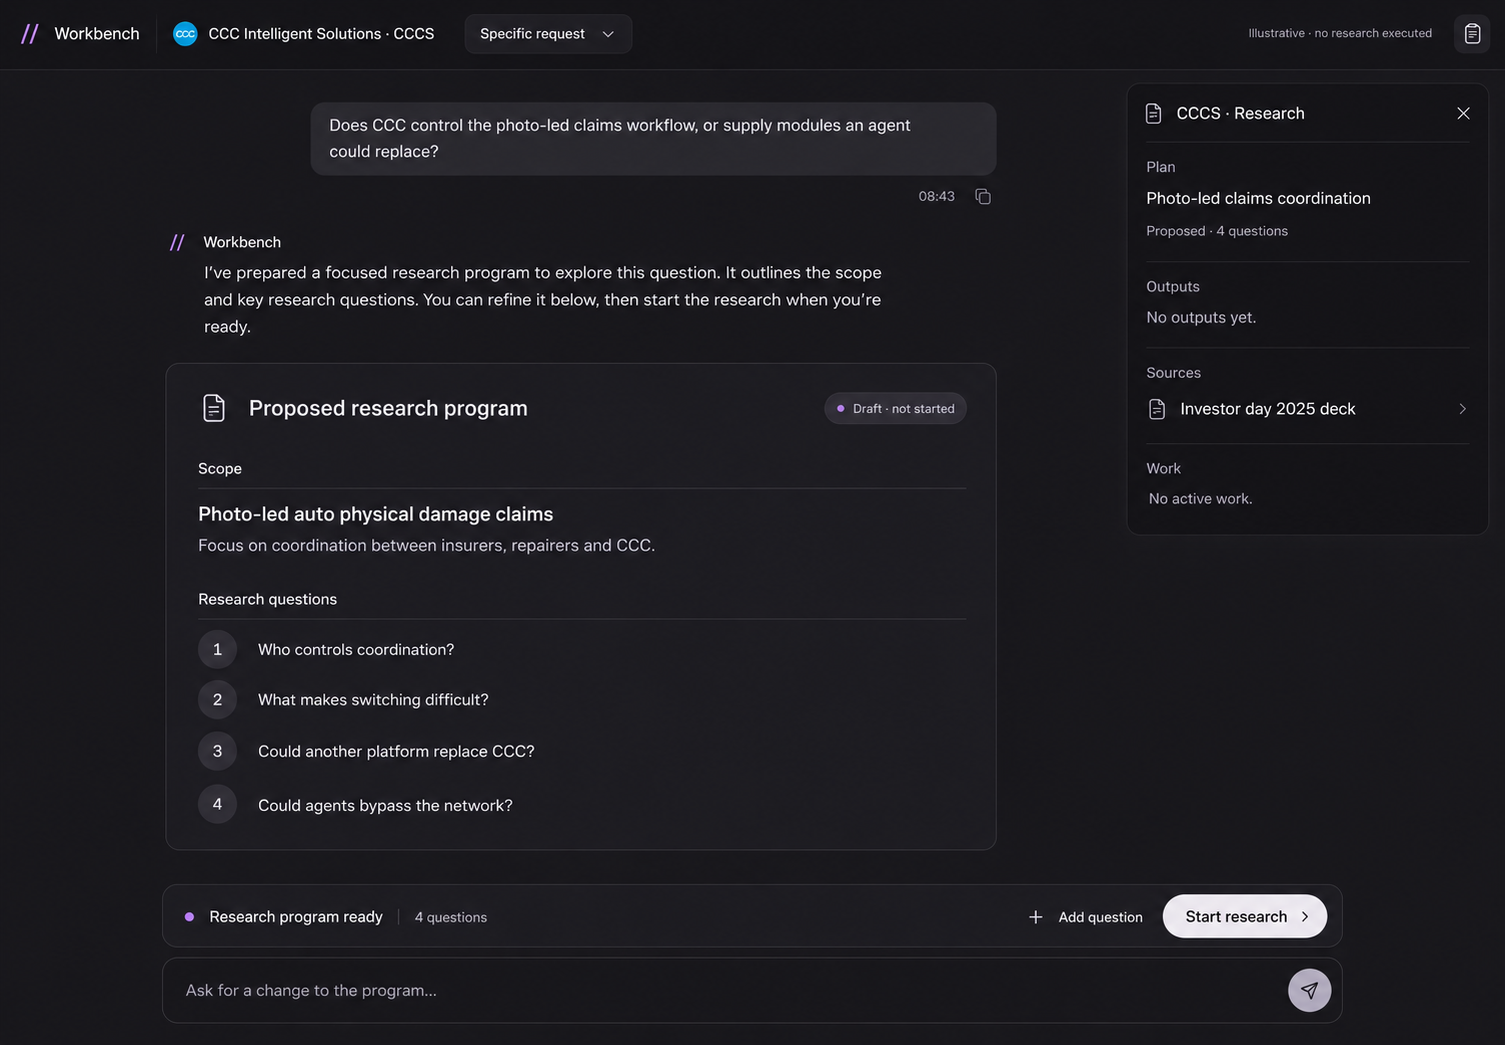 // Workbench
CCC
CCC Intelligent Solutions · CCCS
Specific request
Illustrative · no research executed
Does CCC control the photo-led claims workflow, or supply modules an agent
could replace?
08:43
// Workbench
I’ve prepared a focused research program to explore this question. It outlines the scope
and key research questions. You can refine it below, then start the research when you’re
ready.
Proposed research program
Draft · not started
Scope
Photo-led auto physical damage claims
Focus on coordination between insurers, repairers and CCC.
Research questions
1 Who controls coordination?
2 What makes switching difficult?
3 Could another platform replace CCC?
4 Could agents bypass the network?
Research program ready
4 questions
+ Add question
Start research
Ask for a change to the program...
CCCS · Research
Plan
Photo-led claims coordination
Proposed · 4 questions
Outputs
No outputs yet.
Sources
Investor day 2025 deck
Work
No active work.